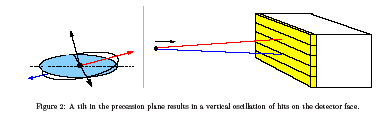 Figure 2: A tilt in the precession plane results in a vertical oscillation of hits on the detector face.